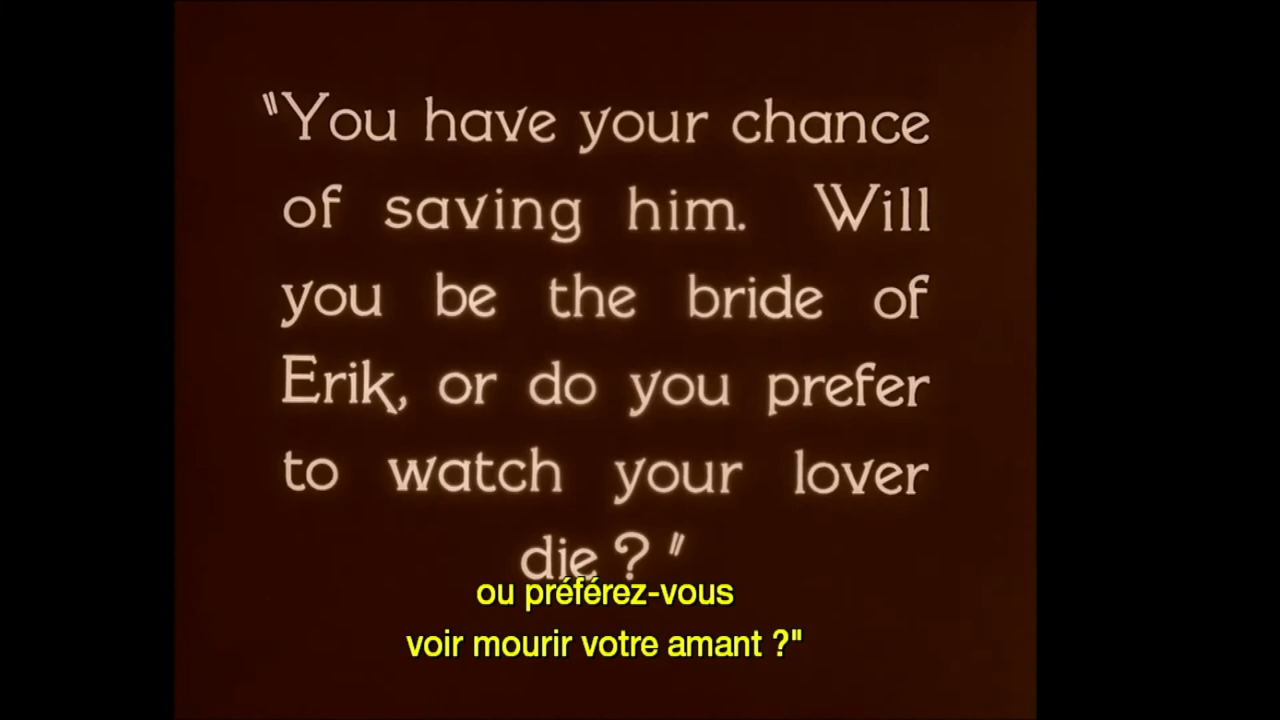 "You have your chance
of saving him. Will
you be the bride of
Erik, or do you prefer
to watch your lover
die?"
ou préférez-vous
voir mourir votre amant ?"